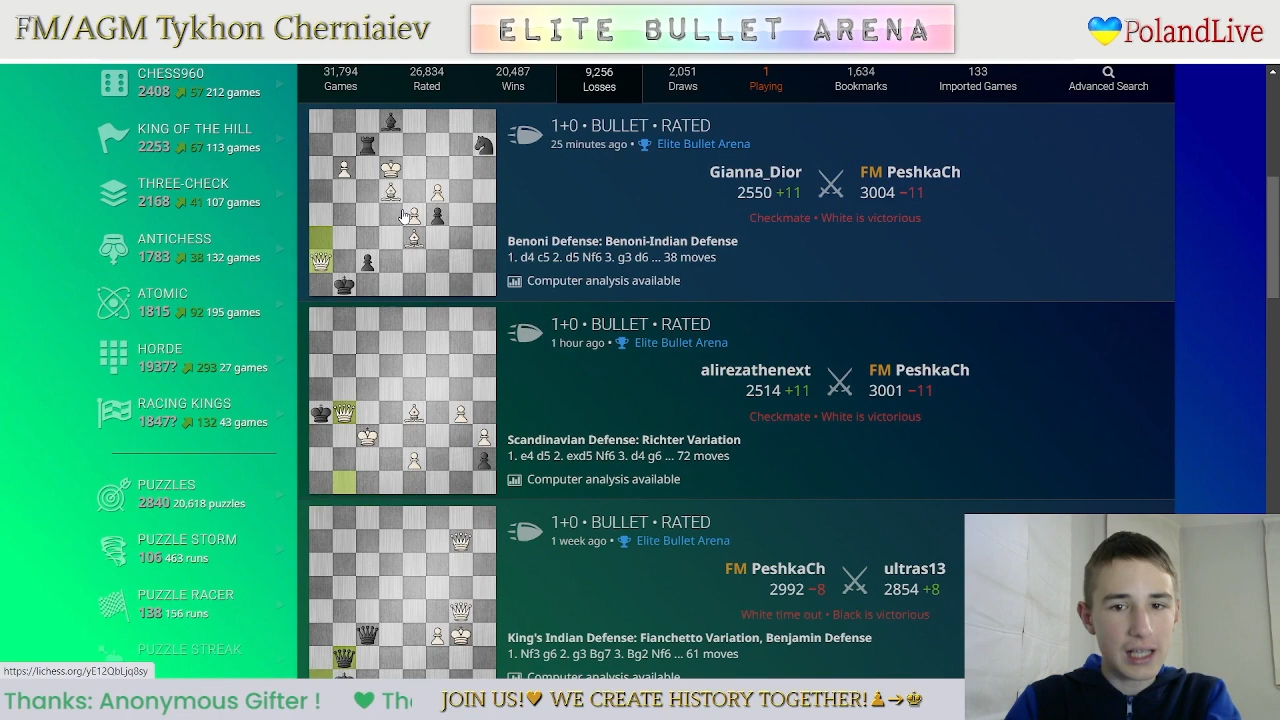 FM/AGM Tykhon Cherniaiev
ELITE BULLET ARENA
PolandLive
CHESS960
2408 57 212 games
KING OF THE HILL
2253 67 113 games
THREE-CHECK
2168 41 107 games
ANTICHESS
1783 38 132 games
ATOMIC
1815 92 195 games
HORDE
1937? 293 27 games
RACING KINGS
1847? 132 43 games
PUZZLES
2840 20,618 puzzles
PUZZLE STORM
106 463 runs
PUZZLE RACER
138 156 runs
PUZZLE STREAK
31,794 26,834 20,487 9,256 2,051 1 1,634 133
Games Rated Wins Losses Draws Playing Bookmarks Imported Games Advanced Search
1+0 • BULLET • RATED
25 minutes ago • Elite Bullet Arena
Gianna_Dior FM PeshkaCh
2550 +11 3004 −11
Checkmate • White is victorious
Benoni Defense: Benoni-Indian Defense
1. d4 c5 2. d5 Nf6 3. g3 d6 ... 38 moves
Computer analysis available
1+0 • BULLET • RATED
1 hour ago • Elite Bullet Arena
alirezathenext FM PeshkaCh
2514 +11 3001 −11
Checkmate • White is victorious
Scandinavian Defense: Richter Variation
1. e4 d5 2. exd5 Nf6 3. d4 g6 ... 72 moves
Computer analysis available
1+0 • BULLET • RATED
1 week ago • Elite Bullet Arena
FM PeshkaCh ultras13
2992 −8 2854 +8
White time out • Black is victorious
King's Indian Defense: Fianchetto Variation, Benjamin Defense
1. Nf3 g6 2. g3 Bg7 3. Bg2 Nf6 ... 61 moves
Computer analysis available
https://lichess.org/yE12QbLjq8sy
Thanks: Anonymous Gifter !
JOIN US!♥ WE CREATE HISTORY TOGETHER!♟→♚